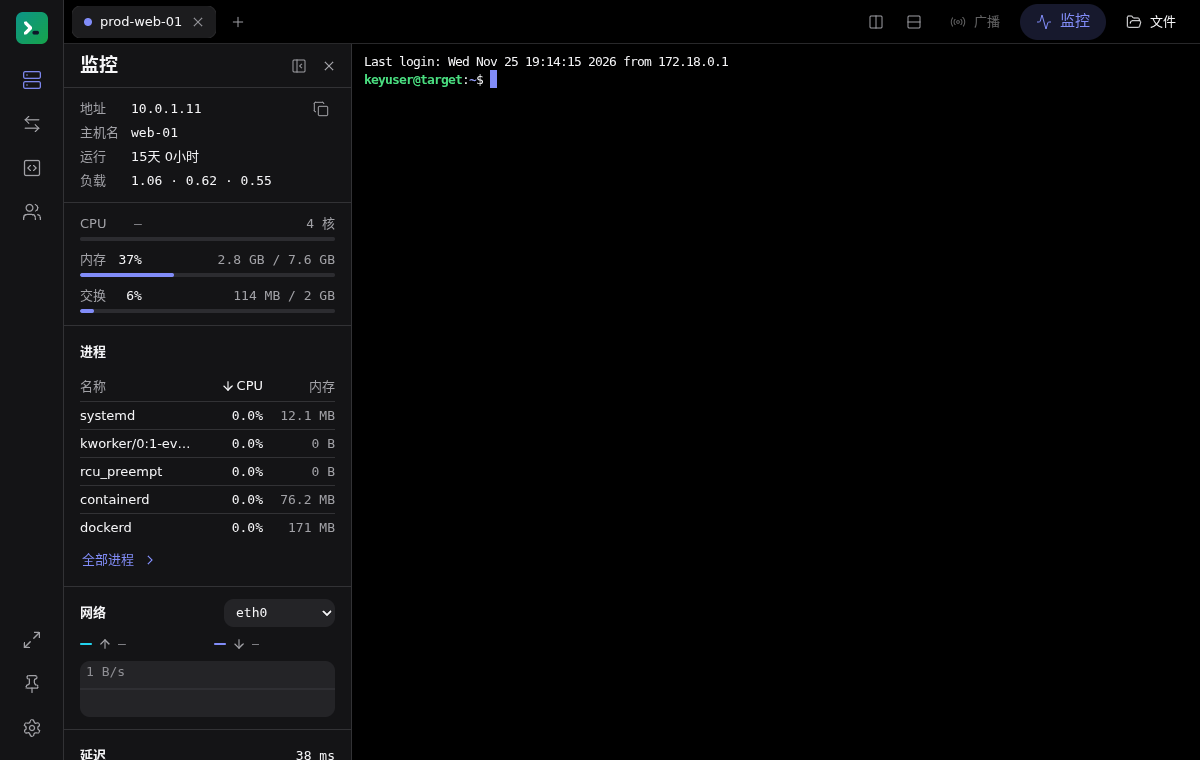 prod-web-01
广播
监控
文件
监控
地址 10.0.1.11
主机名 web-01
运行 15天 0小时
负载 1.06 · 0.62 · 0.55
CPU — 4 核
内存 37% 2.8 GB / 7.6 GB
交换 6% 114 MB / 2 GB
进程
名称 CPU 内存
systemd 0.0% 12.1 MB
kworker/0:1-ev… 0.0% 0 B
rcu_preempt 0.0% 0 B
containerd 0.0% 76.2 MB
dockerd 0.0% 171 MB
全部进程
网络 eth0
— —
1 B/s
延迟 38 ms
Last login: Wed Nov 25 19:14:15 2026 from 172.18.0.1
keyuser@target:~$